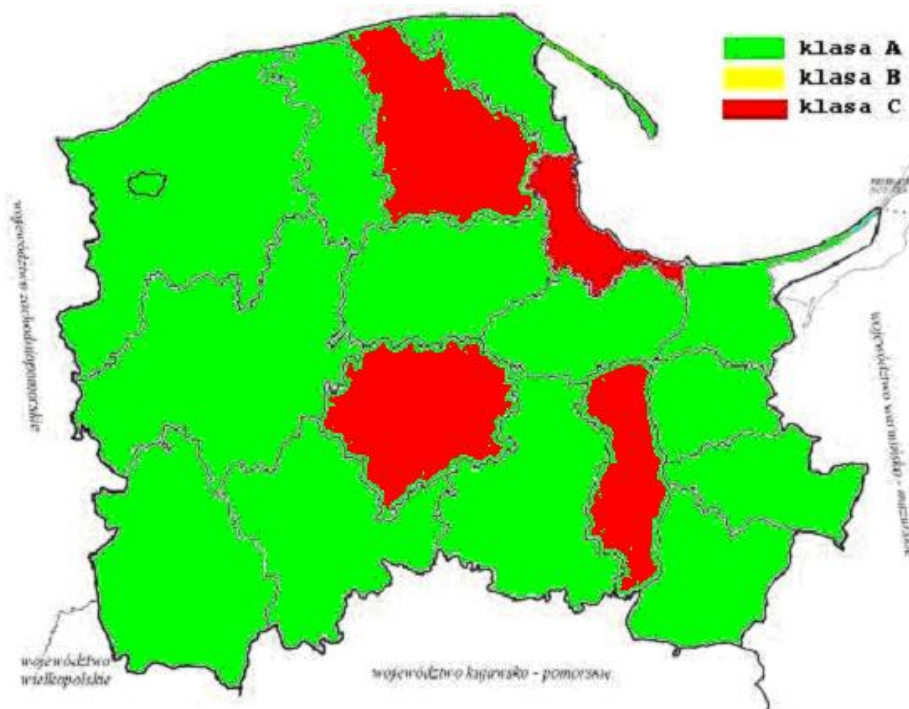 klasa A
klasa B
klasa C
województwo zachodniopomorskie
województwo warmińsko - mazurskie
województwo
wielkopolskie
województwo kujawsko - pomorskie